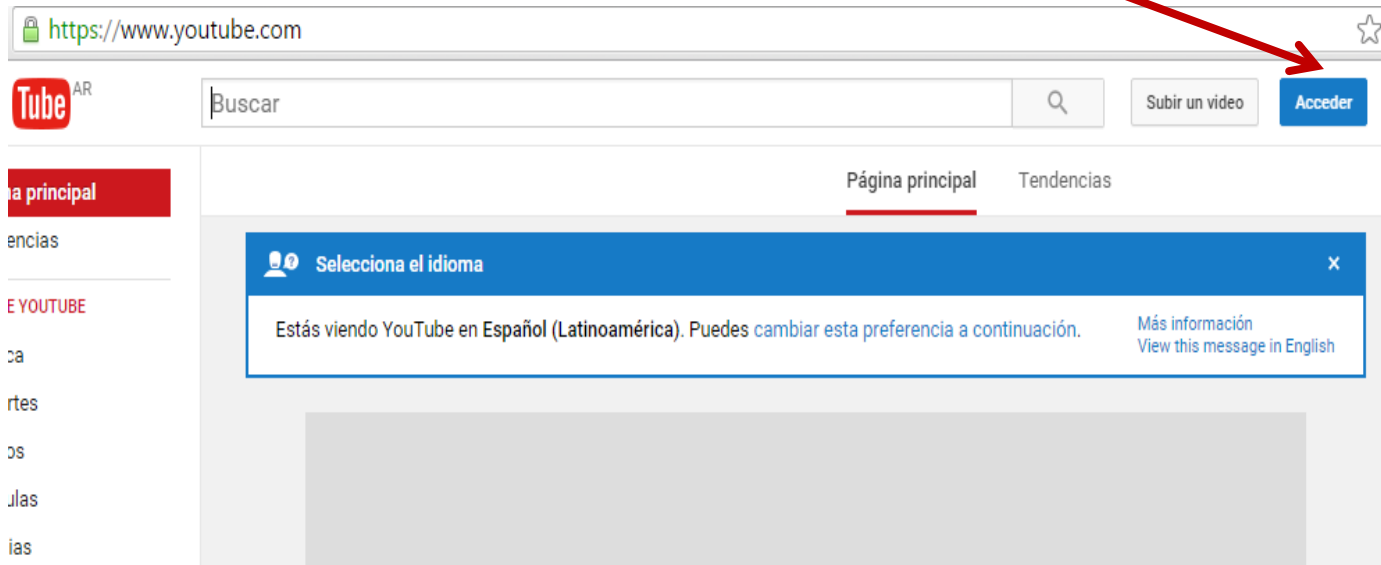 https://www.youtube.com
Tube AR
Buscar
Subir un video
Acceder
na principal
encias
E YOUTUBE
ca
rtes
os
ulas
ias
Página principal
Tendencias
Selecciona el idioma
Estás viendo YouTube en Español (Latinoamérica). Puedes cambiar esta preferencia a continuación.
Más información
View this message in English